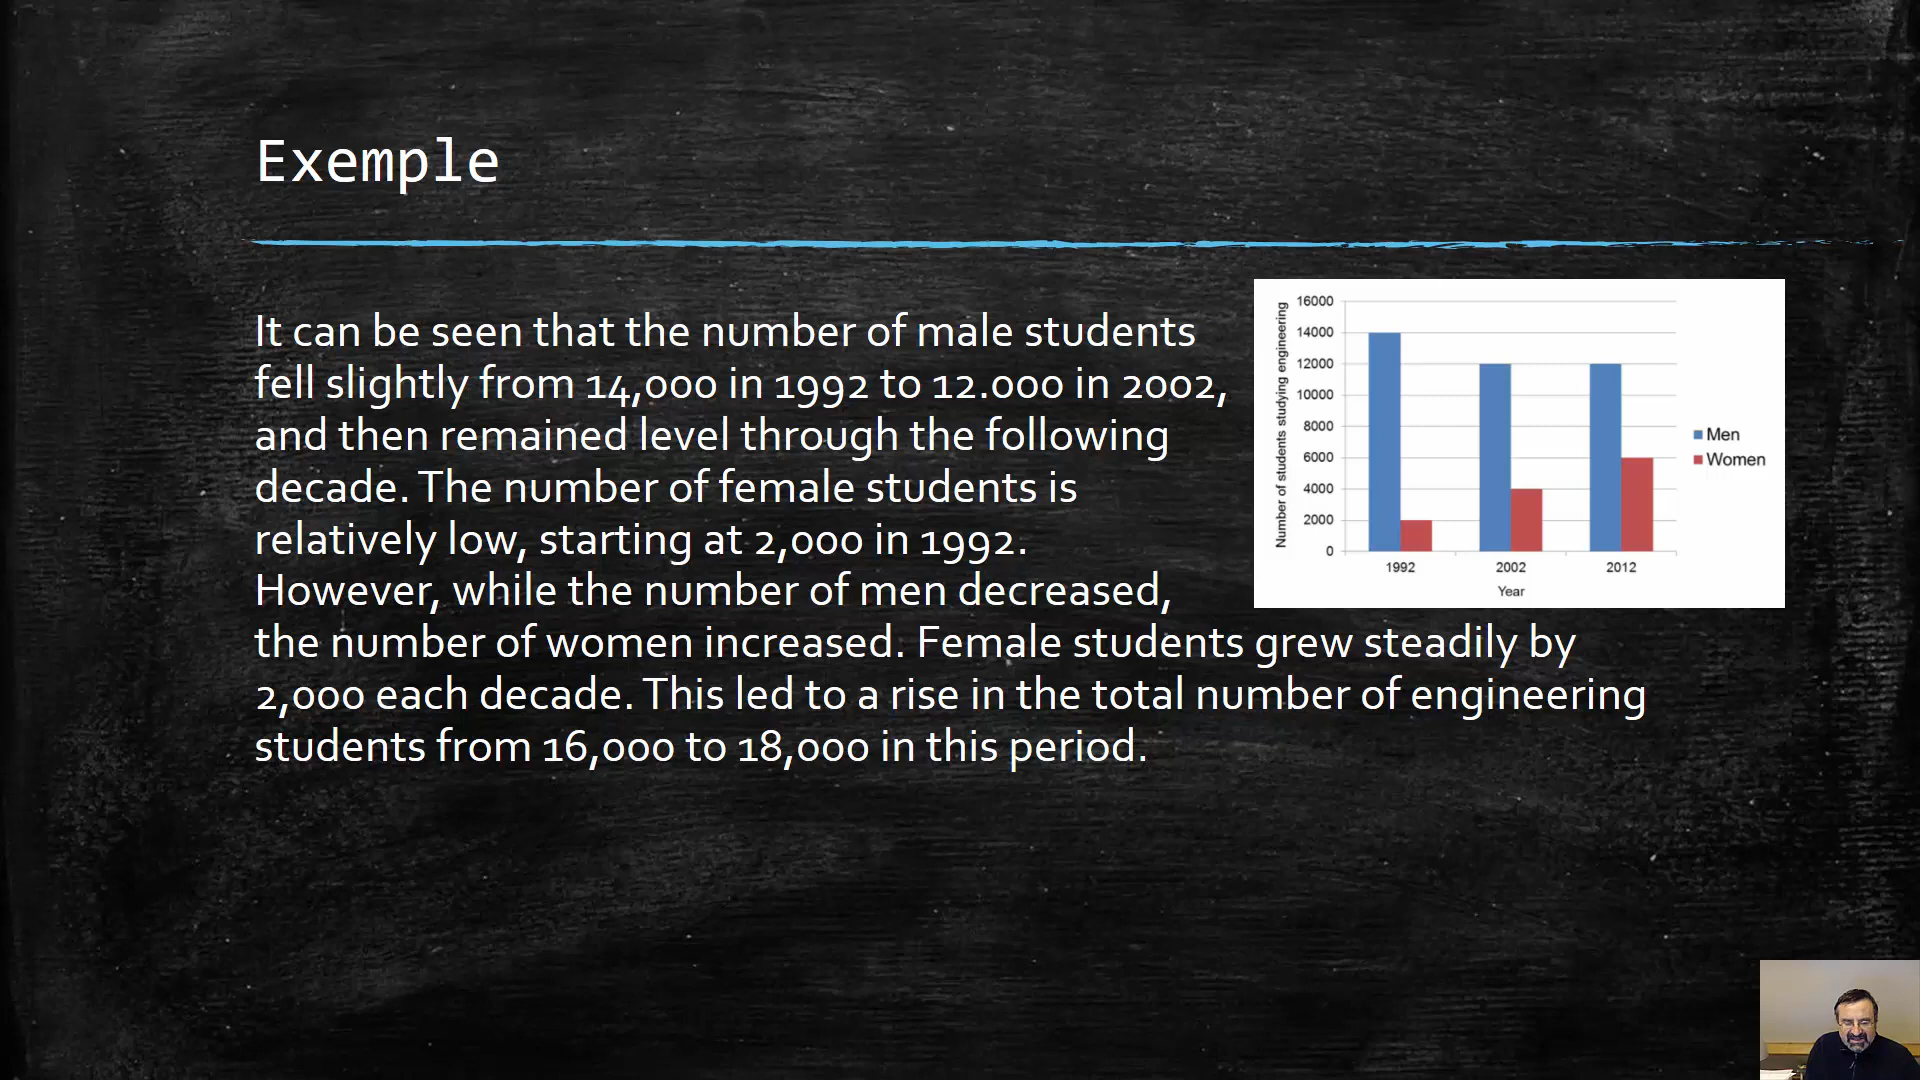 Exemple
It can be seen that the number of male students
fell slightly from 14,000 in 1992 to 12.000 in 2002,
and then remained level through the following
decade. The number of female students is
relatively low, starting at 2,000 in 1992.
However, while the number of men decreased,
the number of women increased. Female students grew steadily by
2,000 each decade. This led to a rise in the total number of engineering
students from 16,000 to 18,000 in this period.
Number of students studying engineering
16000
14000
12000
10000
8000
6000
4000
2000
0
1992 2002 2012
Year
Men
Women